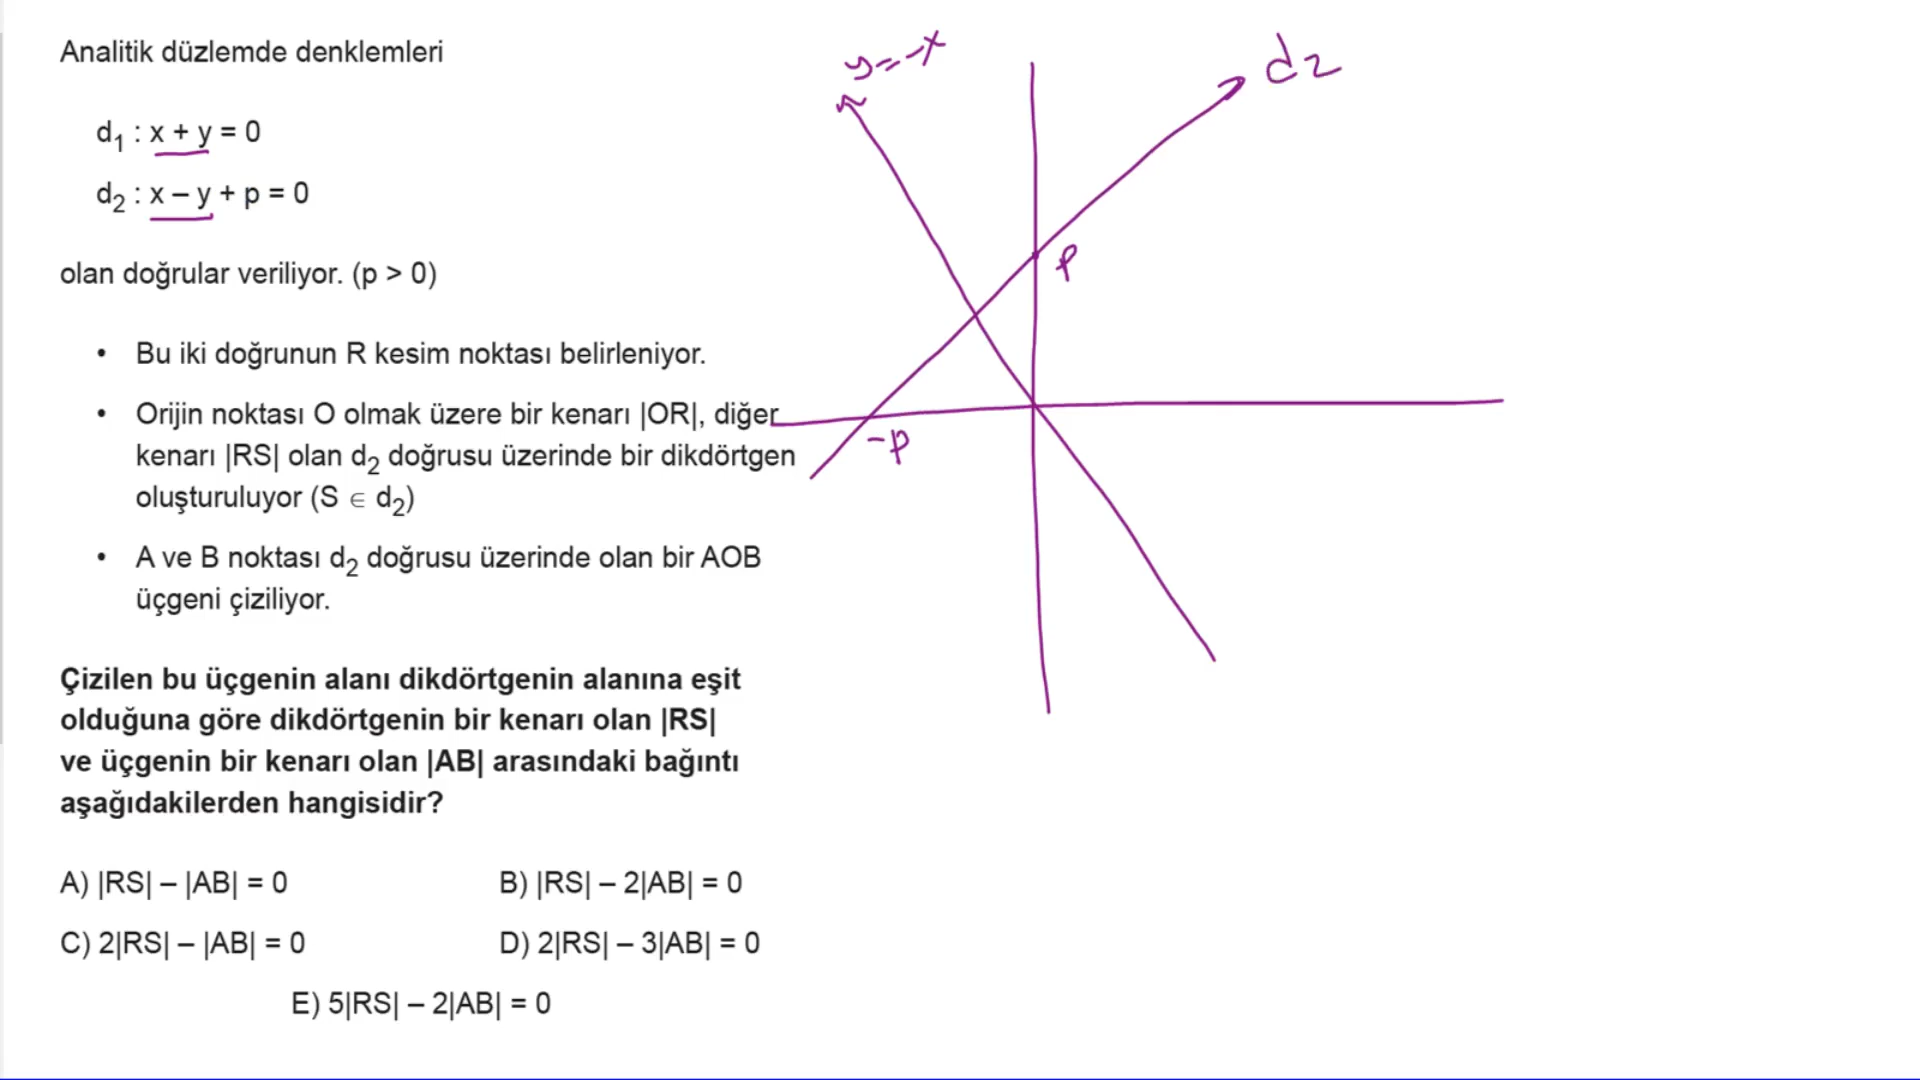 Analitik düzlemde denklemleri
d₁ : x + y = 0
d₂ : x – y + p = 0
olan doğrular veriliyor. (p > 0)
• Bu iki doğrunun R kesim noktası belirleniyor.
• Orijin noktası O olmak üzere bir kenarı |OR|, diğer
kenarı |RS| olan d₂ doğrusu üzerinde bir dikdörtgen
oluşturuluyor (S ∈ d₂)
• A ve B noktası d₂ doğrusu üzerinde olan bir AOB
üçgeni çiziliyor.
Çizilen bu üçgenin alanı dikdörtgenin alanına eşit
olduğuna göre dikdörtgenin bir kenarı olan |RS|
ve üçgenin bir kenarı olan |AB| arasındaki bağıntı
aşağıdakilerden hangisidir?
A) |RS| – |AB| = 0
B) |RS| – 2|AB| = 0
C) 2|RS| – |AB| = 0
D) 2|RS| – 3|AB| = 0
E) 5|RS| – 2|AB| = 0
y=-x
d2
p
-p